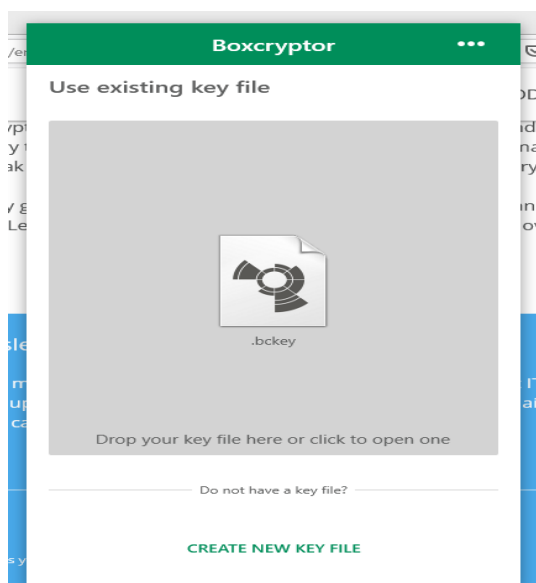 Boxcryptor
Use existing key file
.bckey
Drop your key file here or click to open one
Do not have a key file?
CREATE NEW KEY FILE